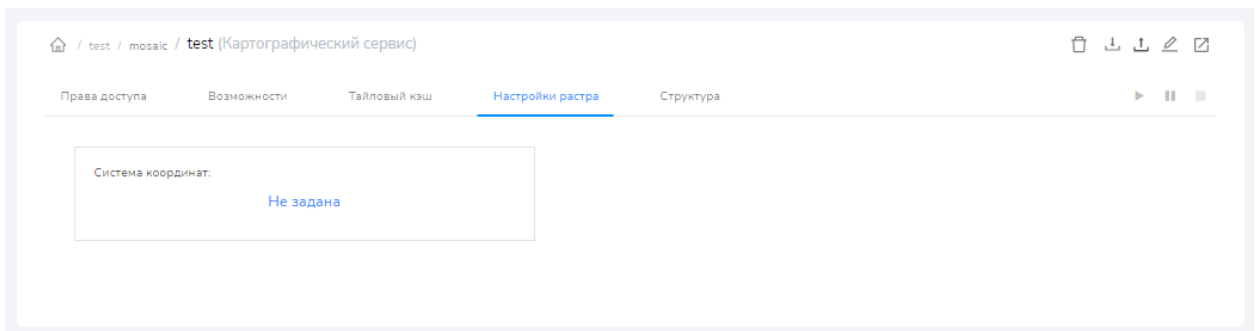 / test / mosaic / test (Картографический сервис)
Права доступа Возможности Тайловый кэш Настройки растра Структура
Система координат:
Не задана